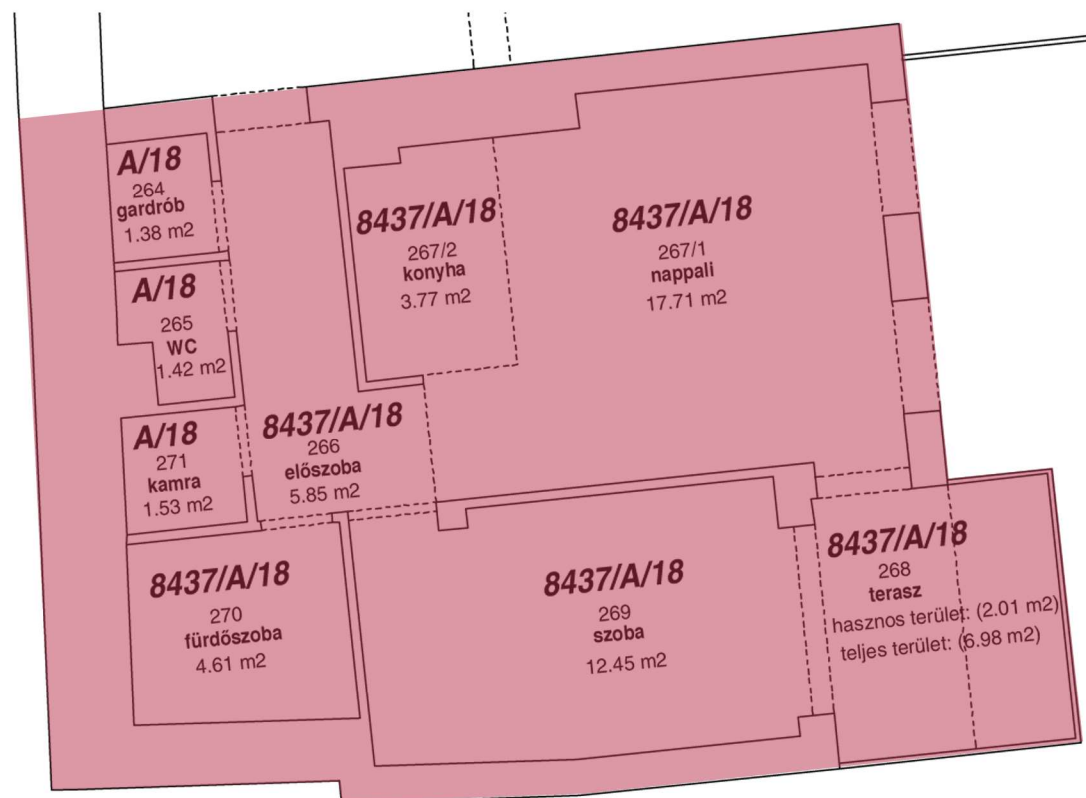 A/18
264
gardrób
1.38 m2
A/18
265
WC
1.42 m2
8437/A/18
267/2
konyha
3.77 m2
8437/A/18
267/1
nappali
17.71 m2
A/18
271
kamra
1.53 m2
8437/A/18
266
előszoba
5.85 m2
8437/A/18
270
fürdőszoba
4.61 m2
8437/A/18
269
szoba
12.45 m2
8437/A/18
268
terasz
hasznos terület: (2.01 m2)
teljes terület: (6.98 m2)